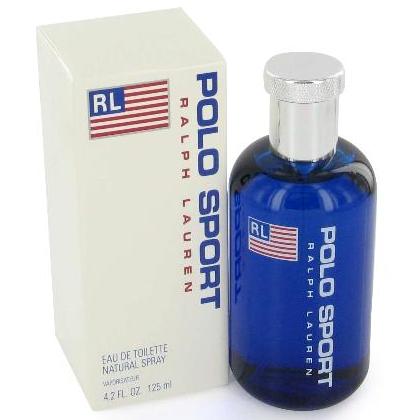 RL
POLO SPORT
RALPH LAUREN
EAU DE TOILETTE
NATURAL SPRAY
VAPORISATEUR
4.2 FL. OZ. 125 ml
RL
POLO SPORT
RALPH LAUREN